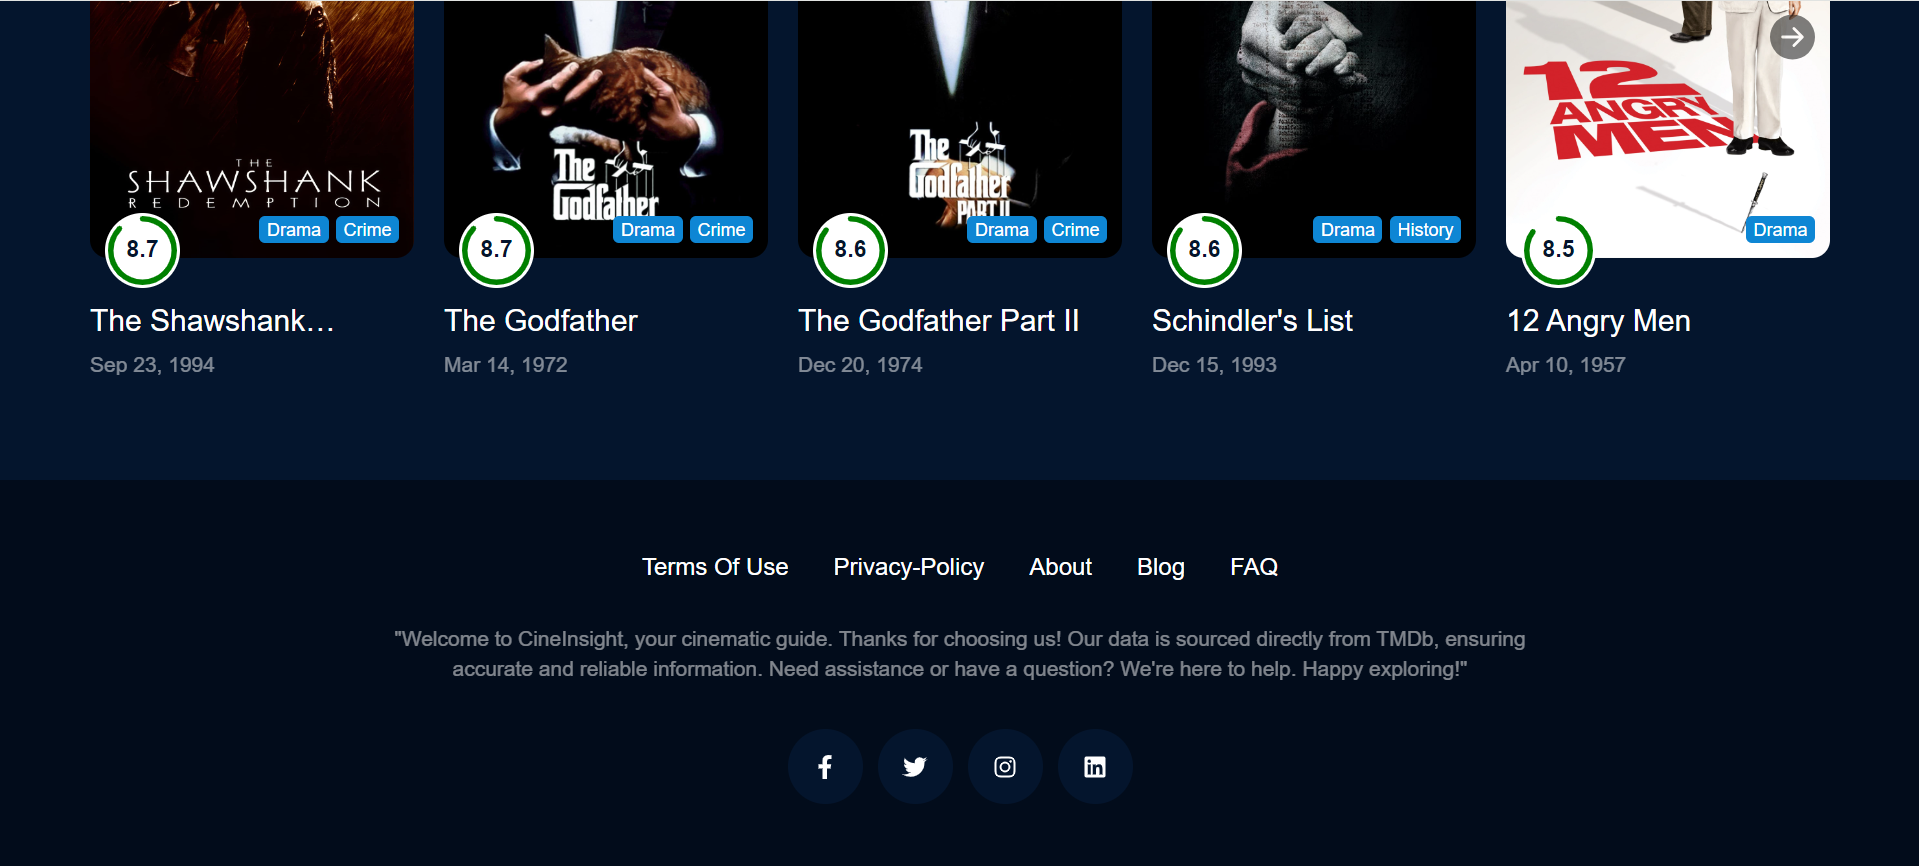 THE
SHAWSHANK
REDEMPTION
The
Godfather
The
Godfather
PART II
12
ANGRY
MEN
Drama Crime
Drama Crime
Drama Crime
Drama History
Drama
8.7
8.7
8.6
8.6
8.5
The Shawshank…
The Godfather
The Godfather Part II
Schindler's List
12 Angry Men
Sep 23, 1994
Mar 14, 1972
Dec 20, 1974
Dec 15, 1993
Apr 10, 1957
Terms Of Use
Privacy-Policy
About
Blog
FAQ
"Welcome to CineInsight, your cinematic guide. Thanks for choosing us! Our data is sourced directly from TMDb, ensuring
accurate and reliable information. Need assistance or have a question? We're here to help. Happy exploring!"